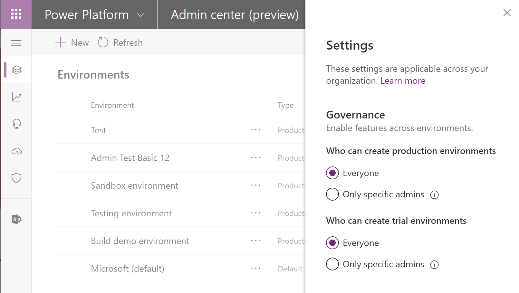 Power Platform
Admin center (preview)
New
Refresh
Environments
Environment
Type
Test
Product
Admin Test Basic 12
Product
Sandbox environment
Product
Testing environment
Product
Build demo environment
Product
Microsoft (default)
Default
Settings
These settings are applicable across your
organization. Learn more
Governance
Enable features across environments.
Who can create production environments
Everyone
Only specific admins
Who can create trial environments
Everyone
Only specific admins